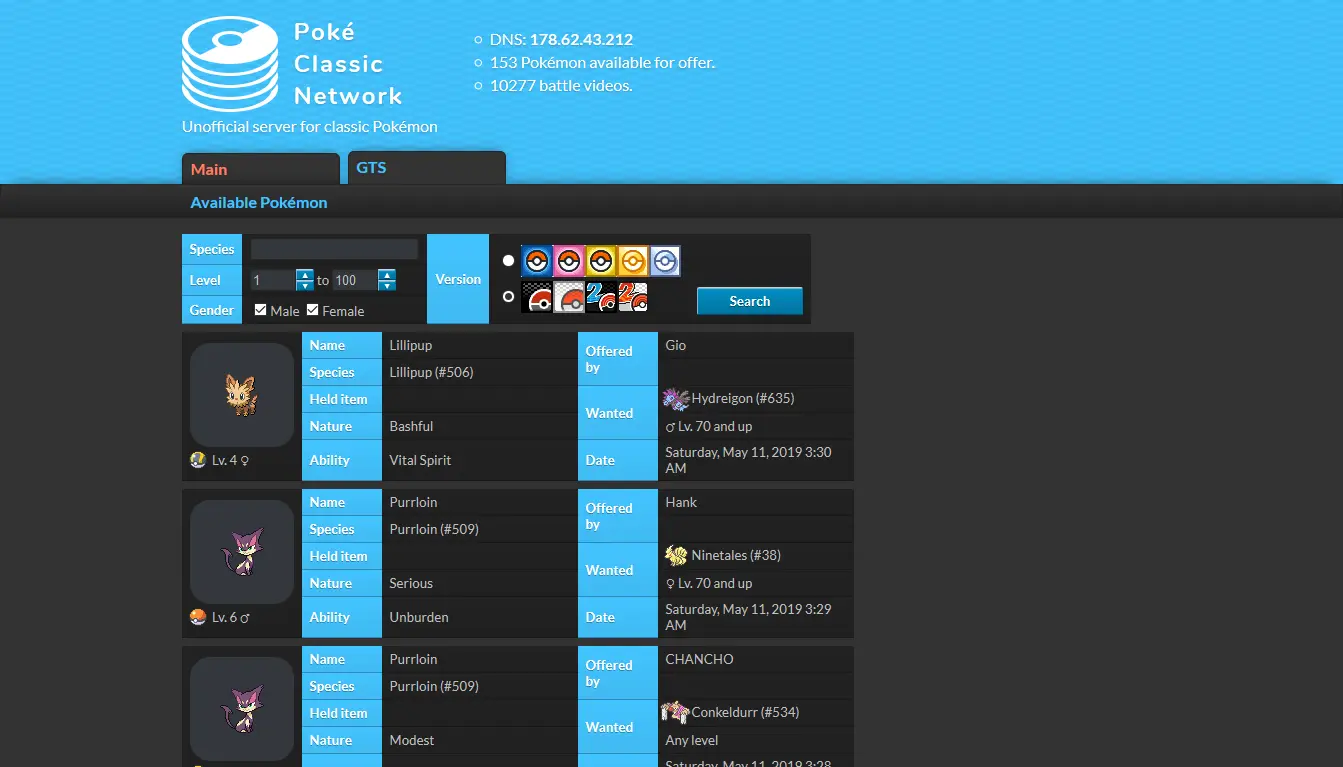 Poké
Classic
Network
Unofficial server for classic Pokémon
DNS: 178.62.43.212
153 Pokémon available for offer.
10277 battle videos.
Main
GTS
Available Pokémon
Species
Level 1 to 100
Gender Male Female
Version
2 2
Search
Name Lillipup
Species Lillipup (#506)
Held item
Nature Bashful
Ability Vital Spirit
Lv. 4 ♀
Offered
by
Gio
Wanted
Hydreigon (#635)
♂ Lv. 70 and up
Date
Saturday, May 11, 2019 3:30
AM
Name Purrloin
Species Purrloin (#509)
Held item
Nature Serious
Ability Unburden
Lv. 6 ♂
Offered
by
Hank
Wanted
Ninetales (#38)
♀ Lv. 70 and up
Date
Saturday, May 11, 2019 3:29
AM
Name Purrloin
Species Purrloin (#509)
Held item
Nature Modest
Offered
by
CHANCHO
Wanted
Conkeldurr (#534)
Any level
Saturday, May 11, 2019 3:28